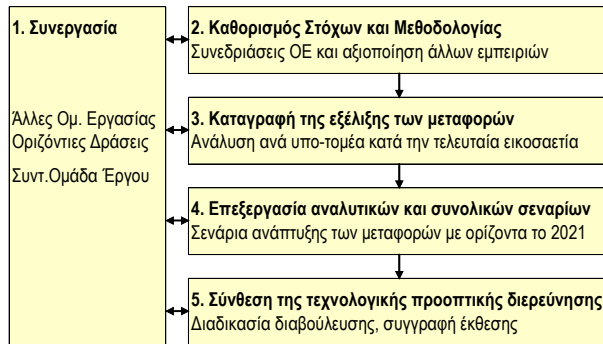 1. Συνεργασία
Άλλες Ομ. Εργασίας
Οριζόντιες Δράσεις
Συντ.Ομάδα Έργου
2. Καθορισμός Στόχων και Μεθοδολογίας
Συνεδριάσεις ΟΕ και αξιοποίηση άλλων εμπειριών
3. Καταγραφή της εξέλιξης των μεταφορών
Ανάλυση ανά υπο-τομέα κατά την τελευταία εικοσαετία
4. Επεξεργασία αναλυτικών και συνολικών σεναρίων
Σενάρια ανάπτυξης των μεταφορών με ορίζοντα το 2021
5. Σύνθεση της τεχνολογικής προοπτικής διερεύνησης
Διαδικασία διαβούλευσης, συγγραφή έκθεσης